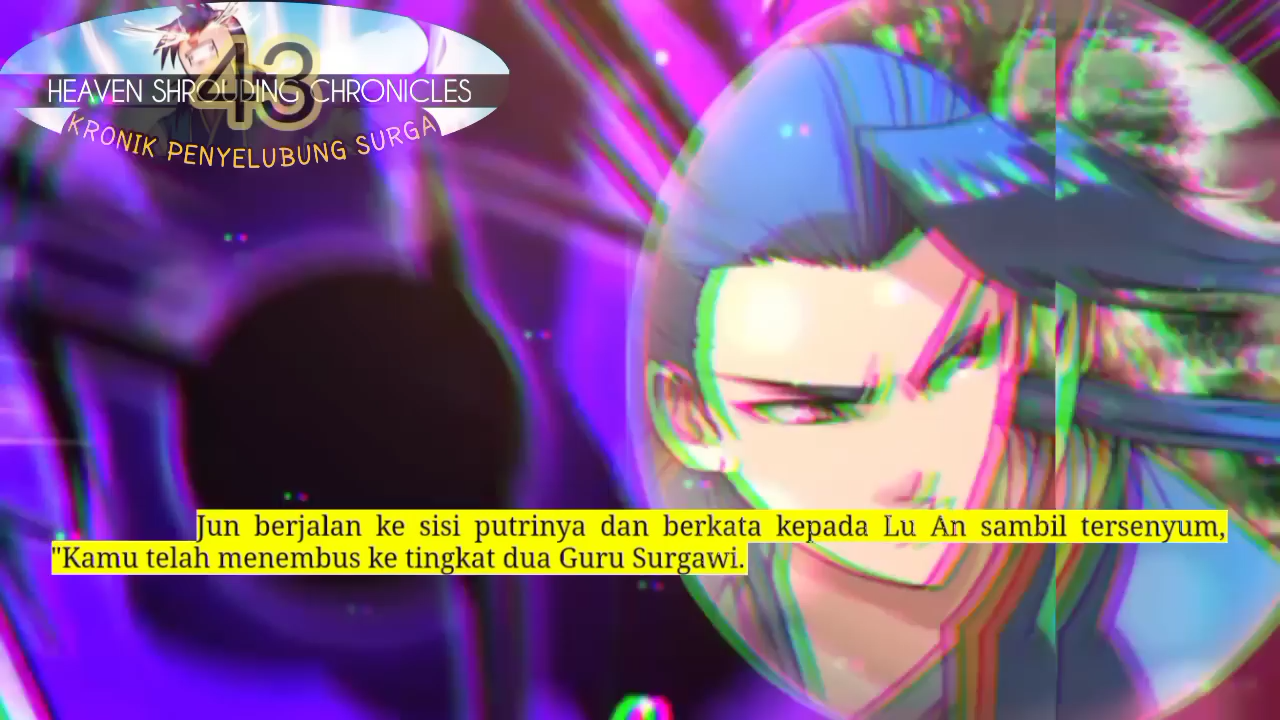 43
HEAVEN SHROUDING CHRONICLES
KRONIK PENYELUBUNG SURGA
Jun berjalan ke sisi putrinya dan berkata kepada Lu An sambil tersenyum,
"Kamu telah menembus ke tingkat dua Guru Surgawi.